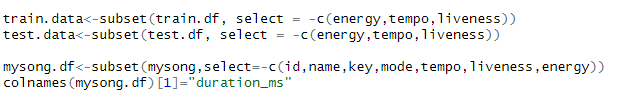 train.data<-subset(train.df, select = -c(energy,tempo,liveness))
test.data<-subset(test.df, select = -c(energy,tempo,liveness))
mysong.df<-subset(mysong,select=-c(id,name,key,mode,tempo,liveness,energy))
colnames(mysong.df)[1]="duration_ms"